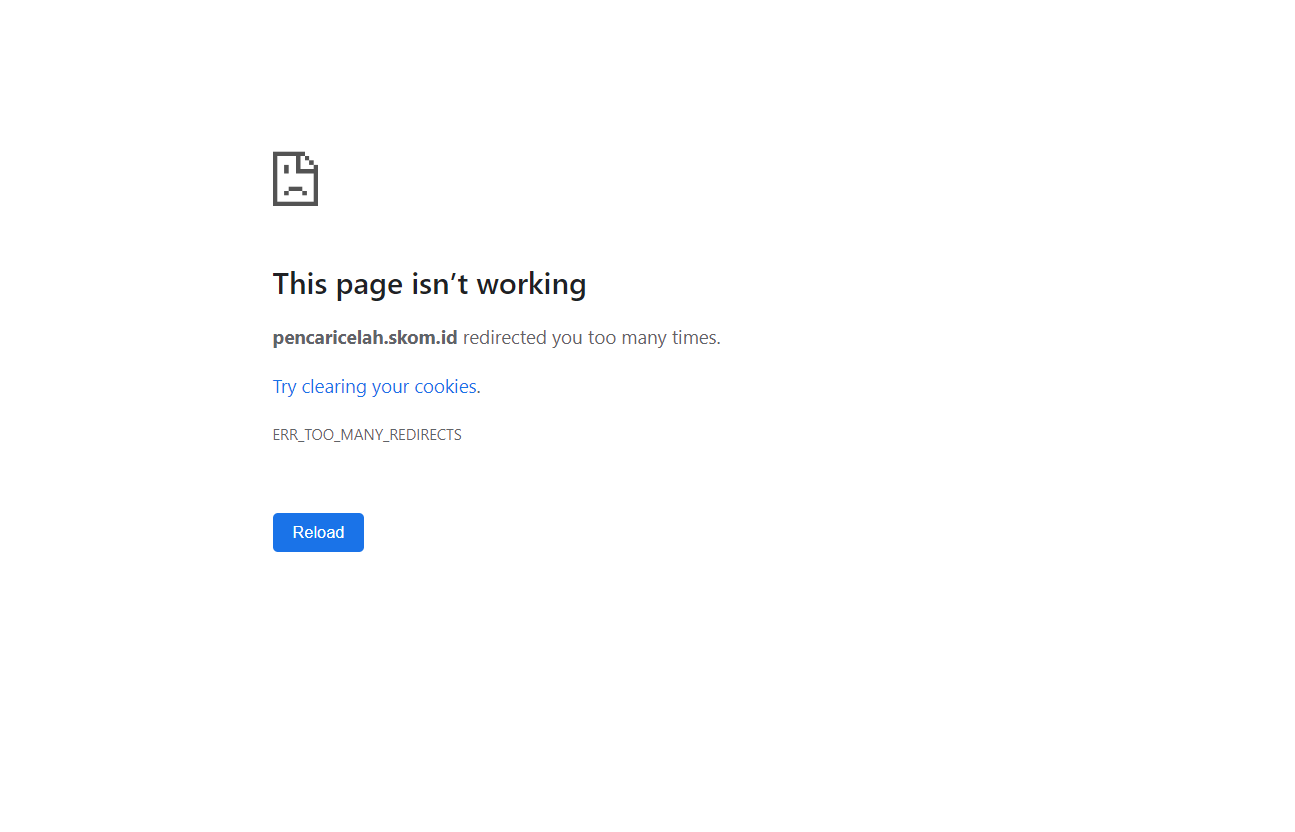 This page isn’t working
pencaricelah.skom.id redirected you too many times.
Try clearing your cookies.
ERR_TOO_MANY_REDIRECTS
Reload